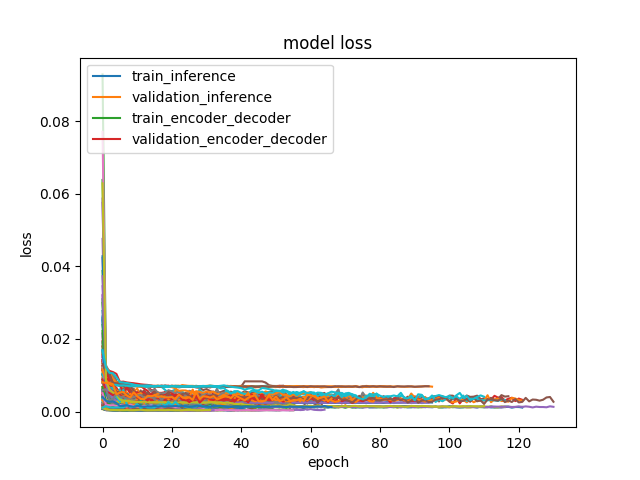 model loss
train_inference
validation_inference
train_encoder_decoder
validation_encoder_decoder
0.08
0.06
0.04
0.02
0.00
loss
0 20 40 60 80 100 120
epoch